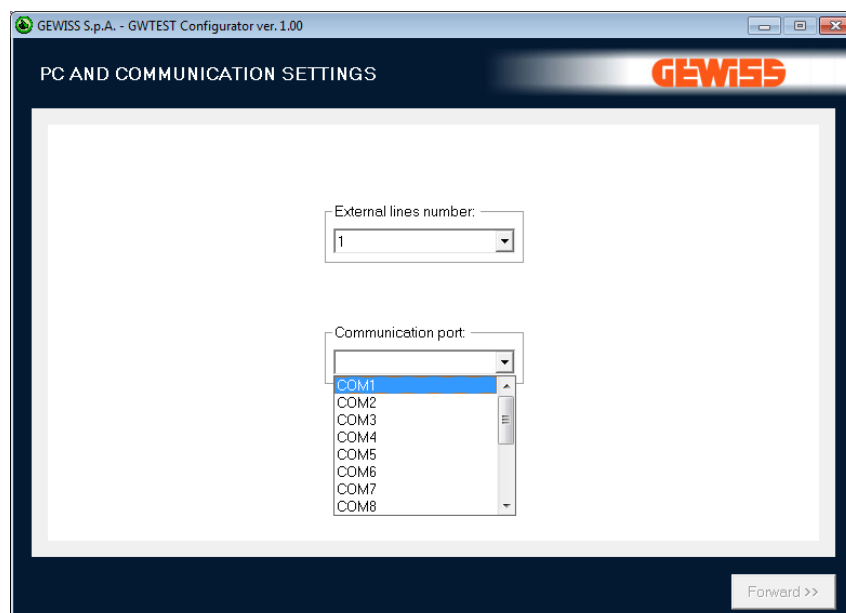 GEWISS S.p.A. - GWTEST Configurator ver. 1.00
PC AND COMMUNICATION SETTINGS
GEWiSS
External lines number:
1
Communication port:
COM1
COM2
COM3
COM4
COM5
COM6
COM7
COM8
Forward >>